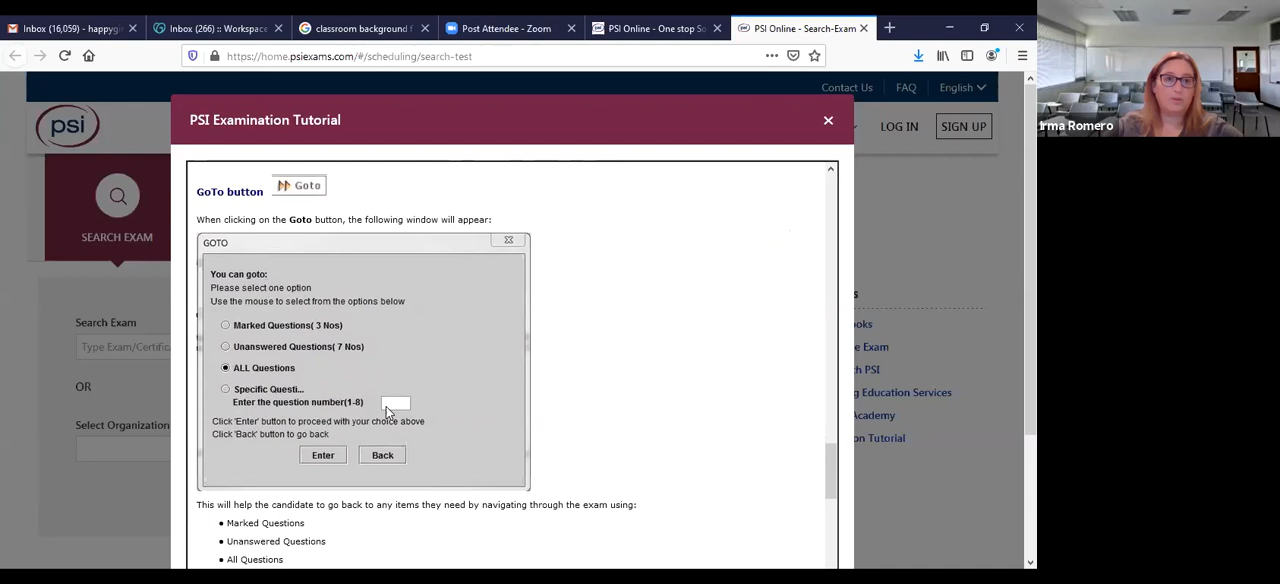 Inbox (16,059) — happygi
Inbox (266) :: Workspace
classroom background f
Post Attendee - Zoom
PSI Online - One stop So
PSI Online - Search-Exam
https://home.psiexams.com/#/scheduling/search-test
Contact Us
FAQ
English
psi
PSI Examination Tutorial
LOG IN
SIGN UP
SEARCH EXAM
Search Exam
Type Exam/Certific
OR
Select Organization
GoTo button
Goto
When clicking on the Goto button, the following window will appear:
GOTO
You can goto:
Please select one option
Use the mouse to select from the options below
Marked Questions( 3 Nos)
Unanswered Questions( 7 Nos)
ALL Questions
Specific Questi...
Enter the question number(1-8)
Click 'Enter' button to proceed with your choice above
Click 'Back' button to go back
Enter
Back
This will help the candidate to go back to any items they need by navigating through the exam using:
• Marked Questions
• Unanswered Questions
• All Questions
s
ooks
e Exam
PSI
ng Education Services
Academy
on Tutorial
Irma Romero